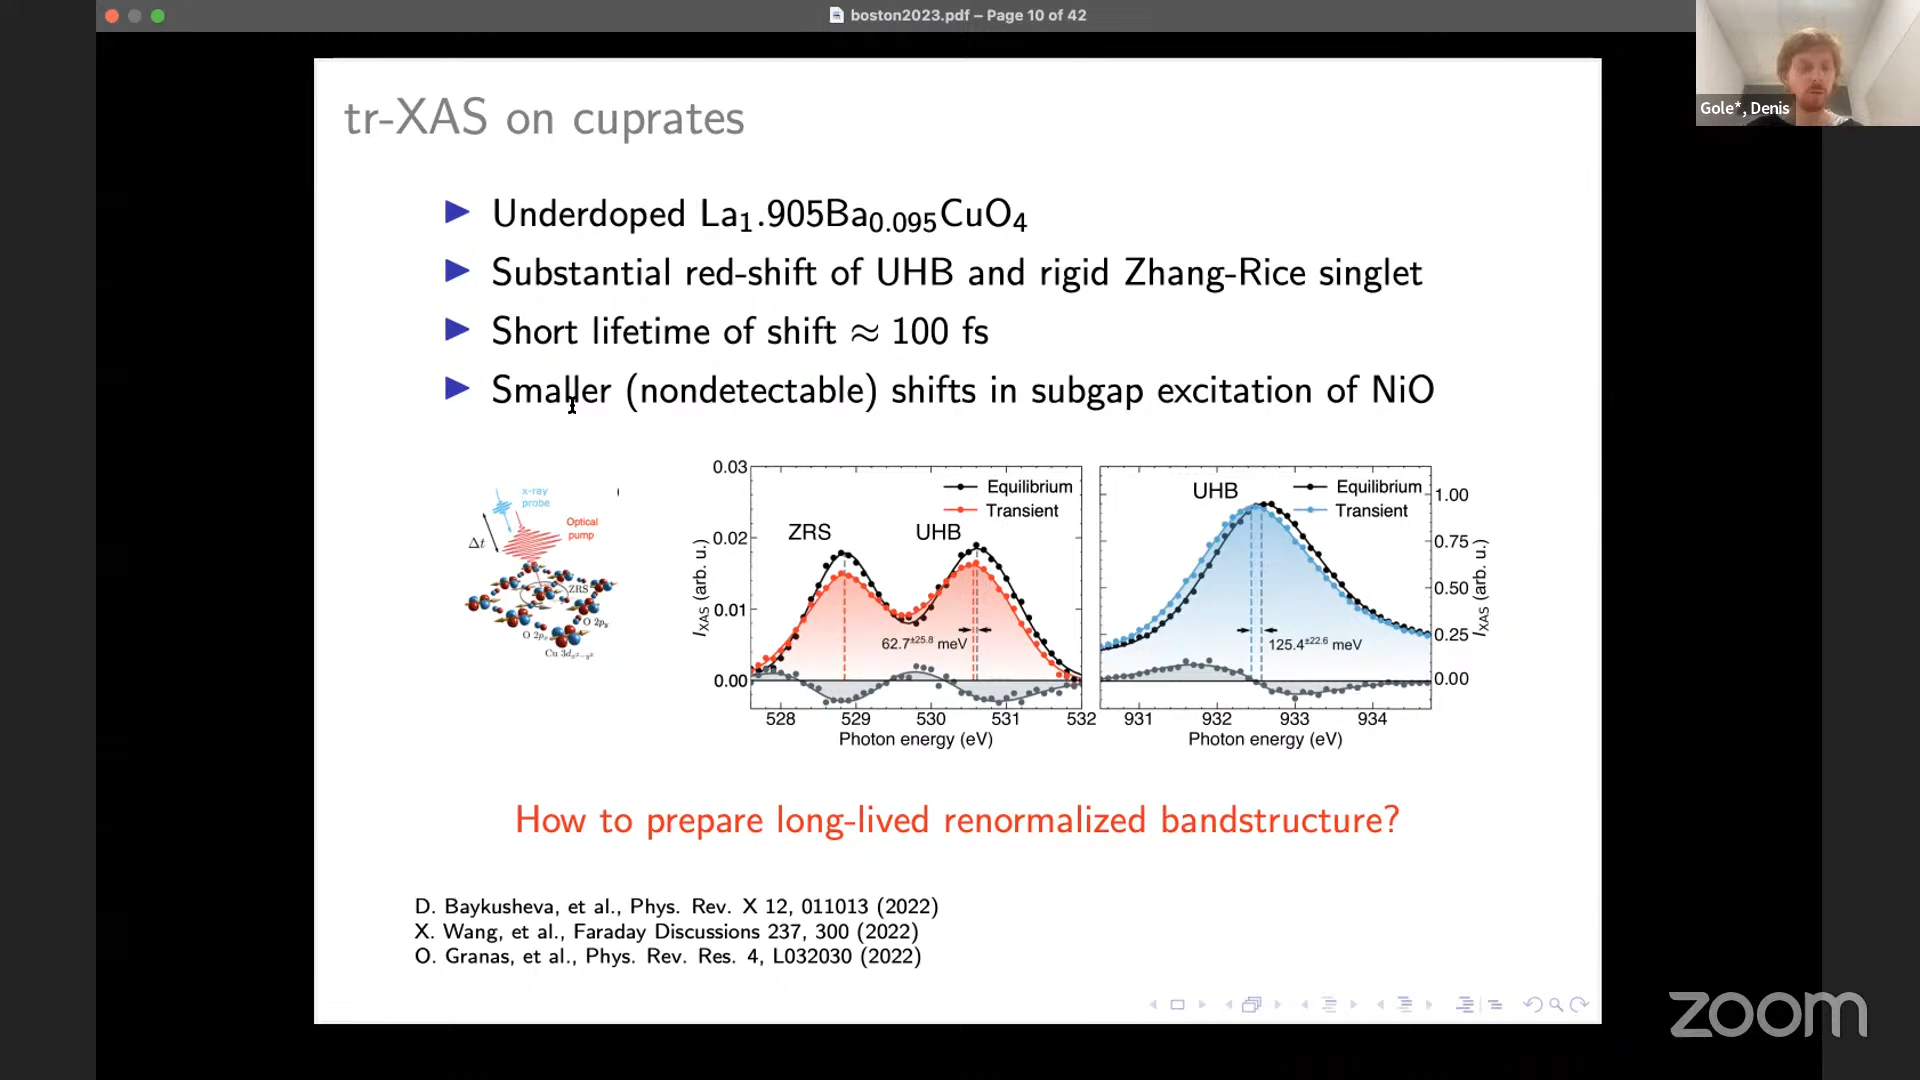 boston2023.pdf – Page 10 of 42
Gole*, Denis
tr-XAS on cuprates
Underdoped La₁.905Ba₀.₀₉₅CuO₄
Substantial red-shift of UHB and rigid Zhang-Rice singlet
Short lifetime of shift ≈ 100 fs
Smaller (nondetectable) shifts in subgap excitation of NiO
x-ray
probe
Optical
pump
Δt
ZRS
O 2pᵧ
O 2pₓ
Cu 3dₓ²₋ᵧ²
0.03
0.02
0.01
0.00
I_XAS (arb. u.)
Equilibrium
Transient
ZRS
UHB
62.7±25.8 meV
528 529 530 531 532
Photon energy (eV)
UHB
Equilibrium
Transient
125.4±22.6 meV
1.00
0.75
0.50
0.25
0.00
I_XAS (arb. u.)
931 932 933 934
Photon energy (eV)
How to prepare long-lived renormalized bandstructure?
D. Baykusheva, et al., Phys. Rev. X 12, 011013 (2022)
X. Wang, et al., Faraday Discussions 237, 300 (2022)
O. Granas, et al., Phys. Rev. Res. 4, L032030 (2022)
zoom